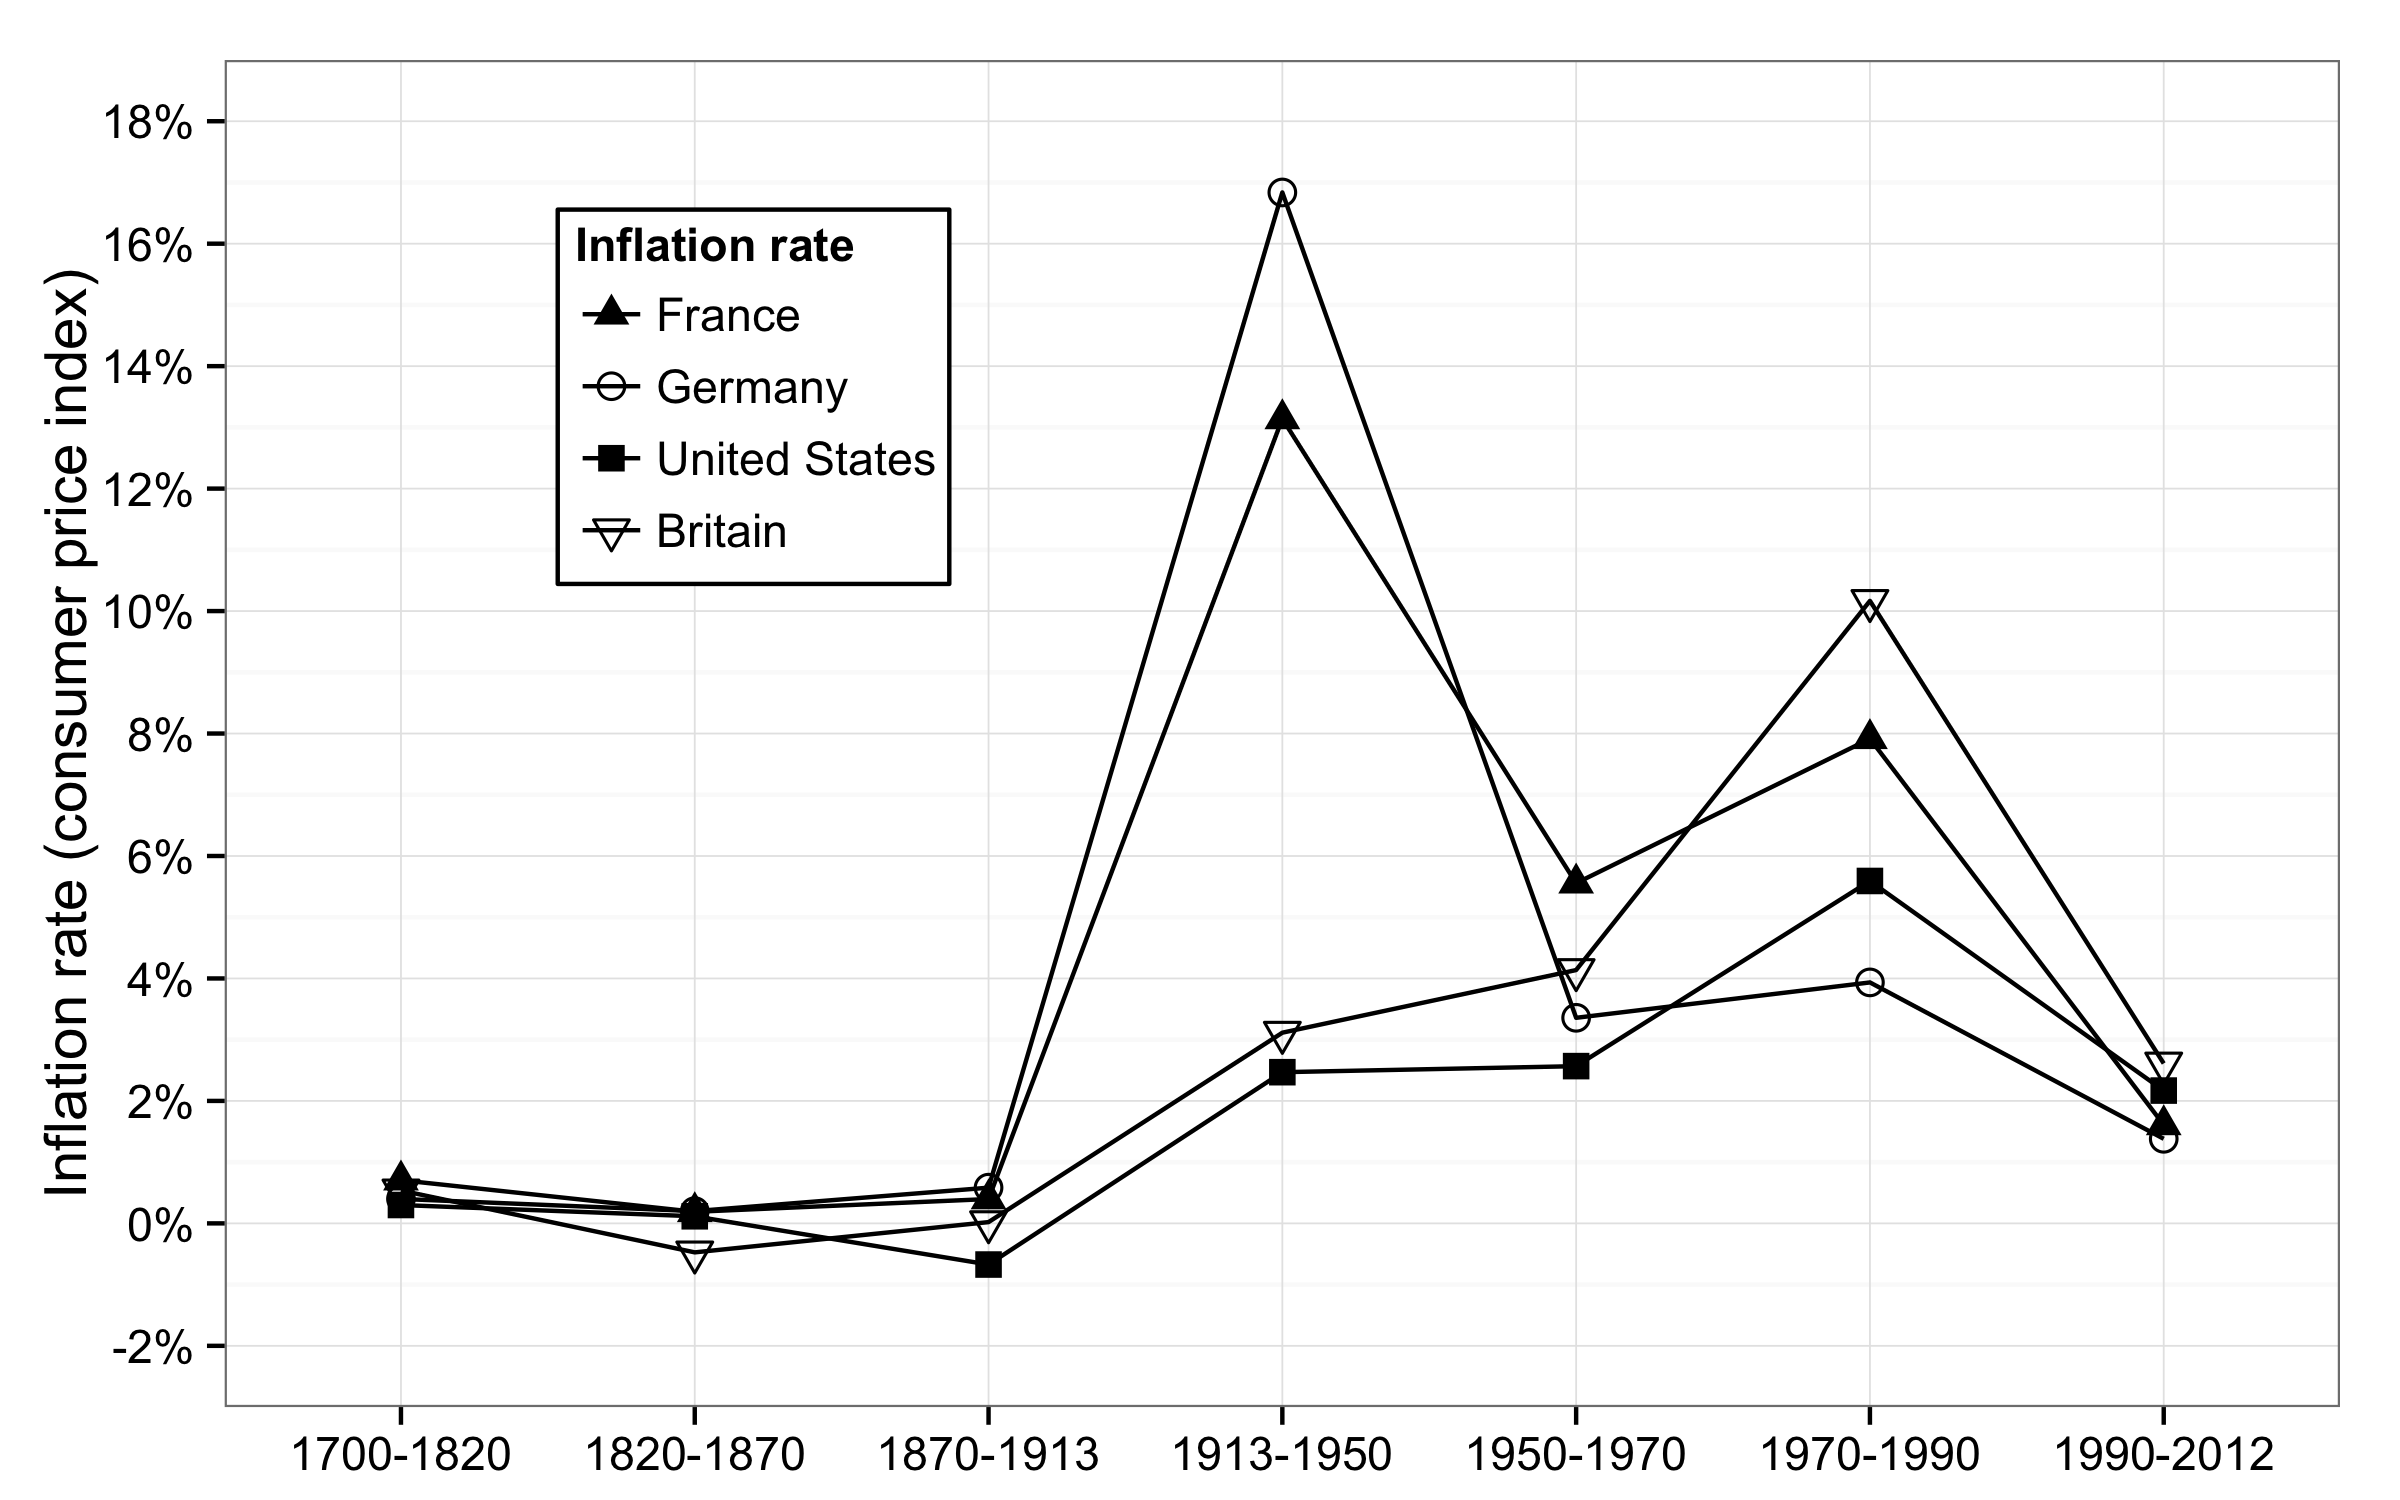 Inflation rate (consumer price index)
18%
16%
14%
12%
10%
8%
6%
4%
2%
0%
-2%
Inflation rate
France
Germany
United States
Britain
1700-1820 1820-1870 1870-1913 1913-1950 1950-1970 1970-1990 1990-2012